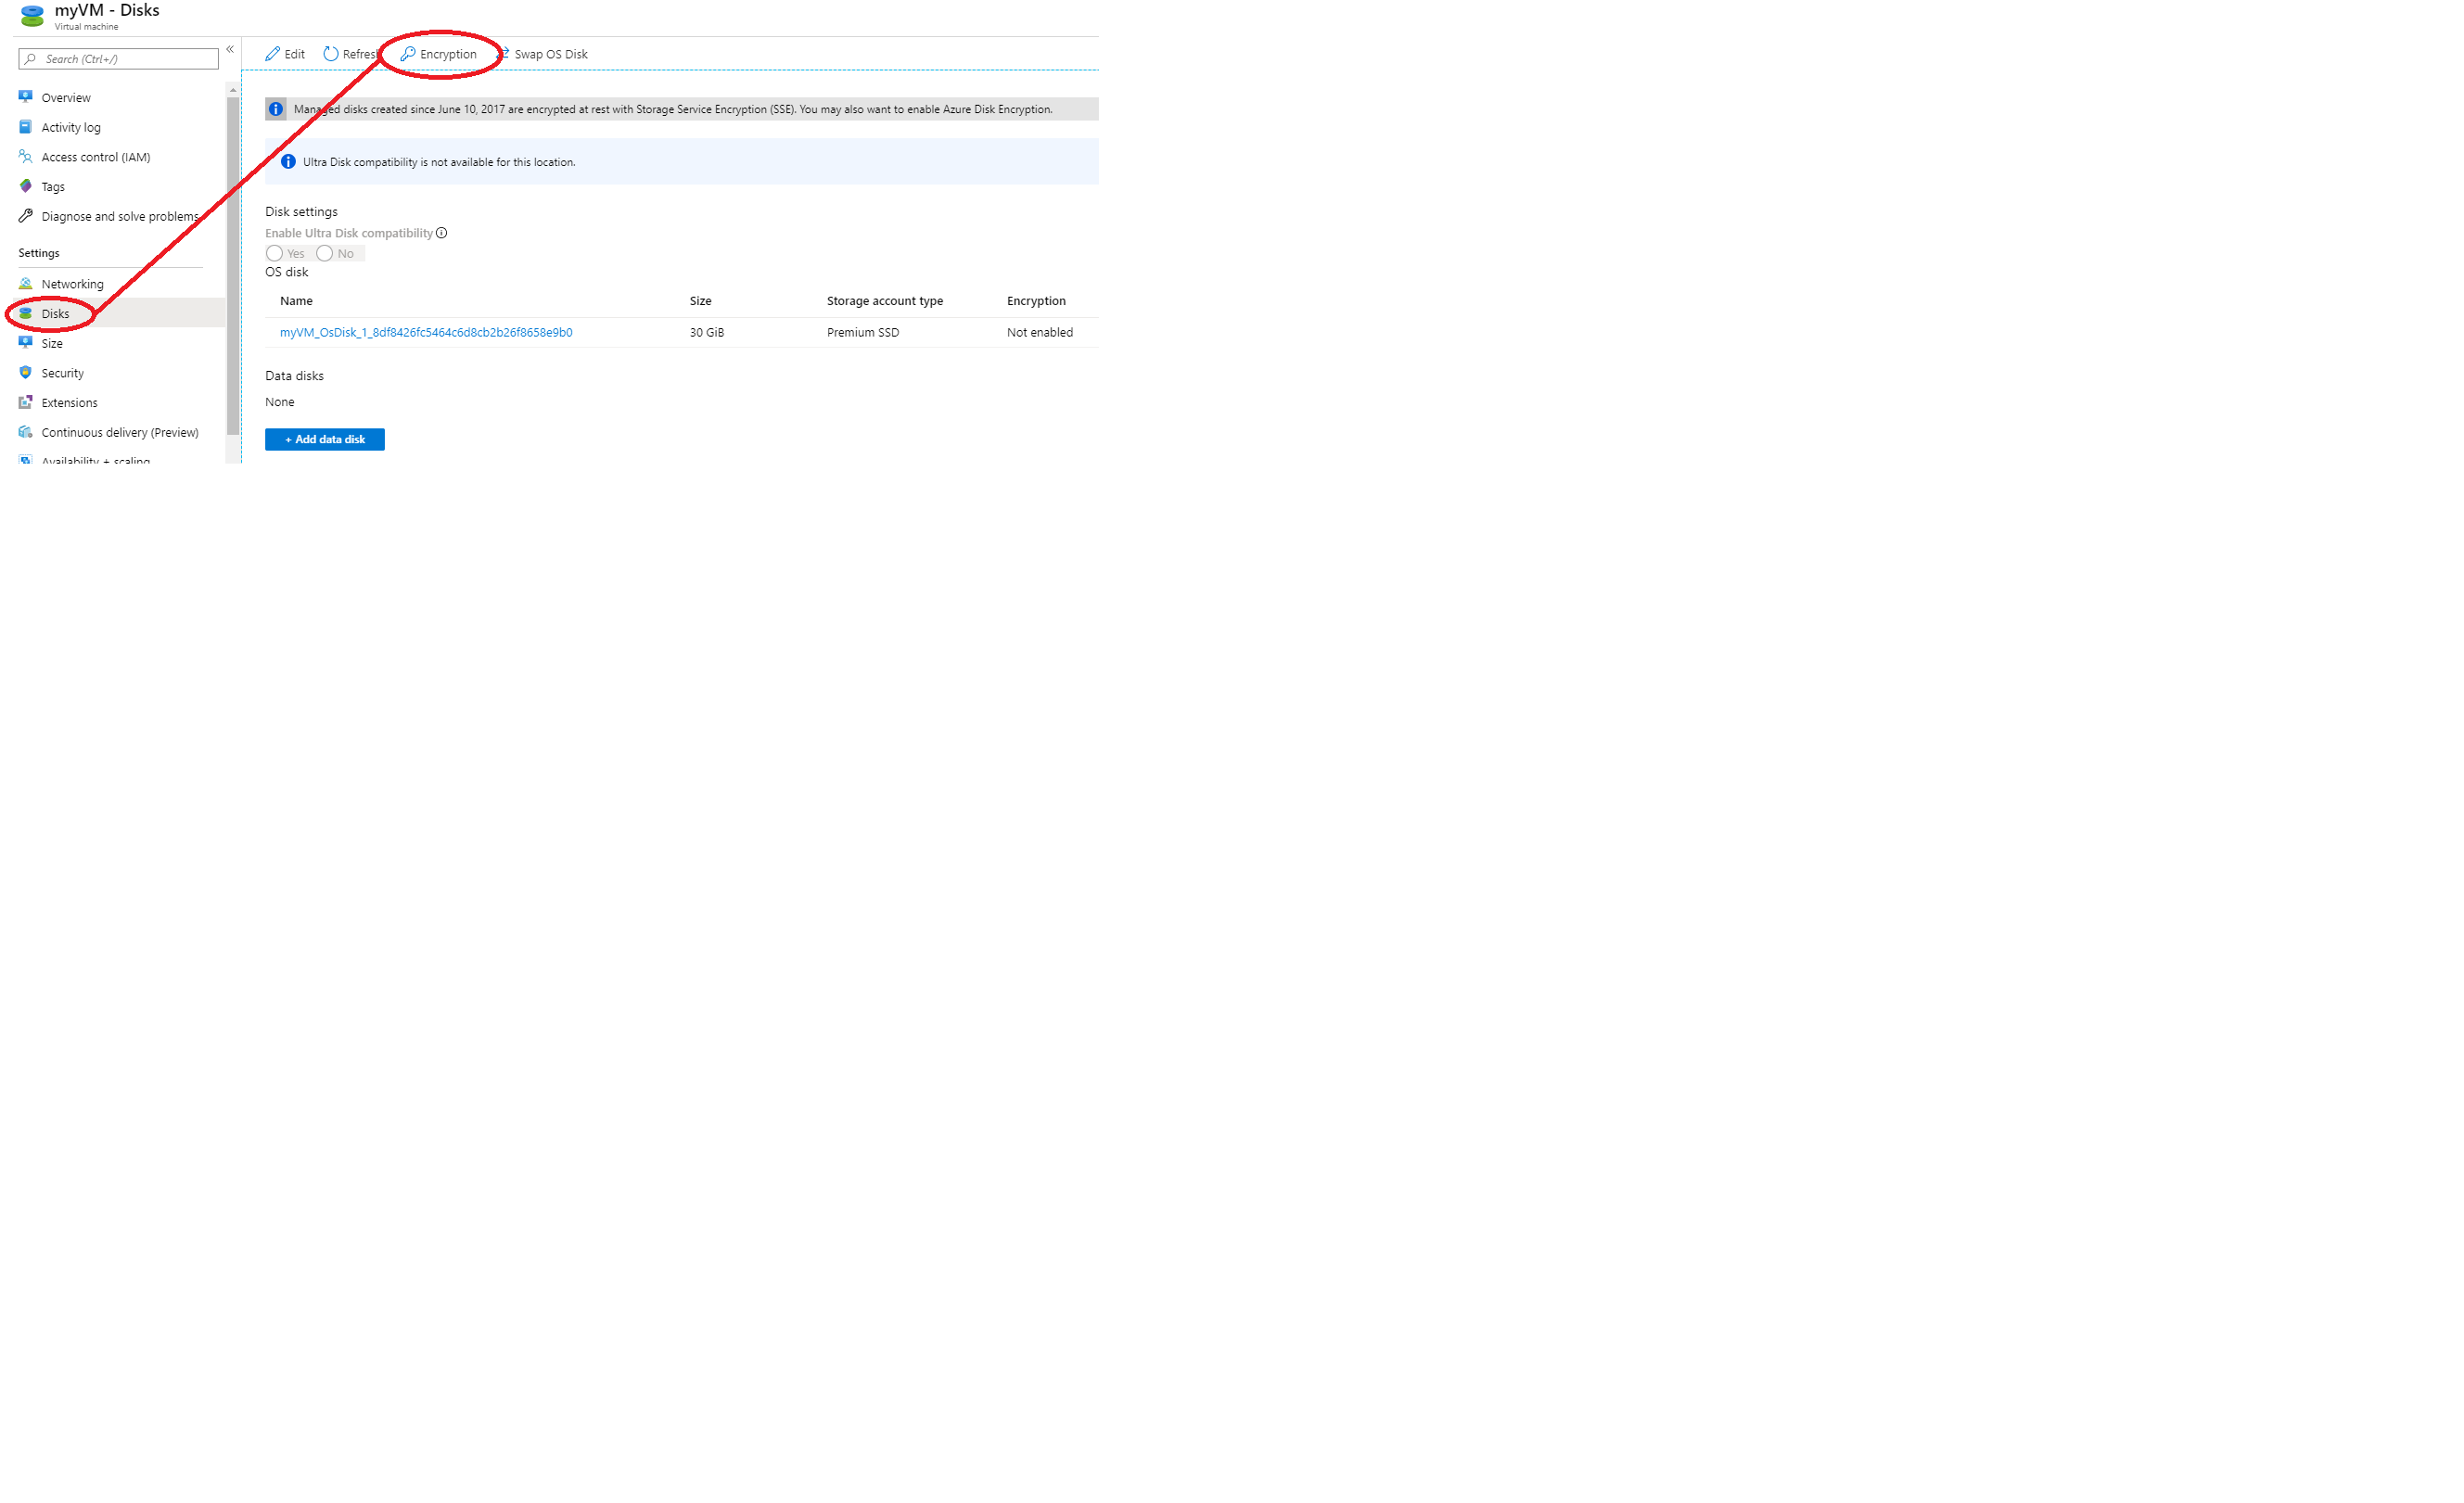 myVM - Disks
Virtual machine
Search (Ctrl+/)
«
Overview
Activity log
Access control (IAM)
Tags
Diagnose and solve problems
Settings
Networking
Disks
Size
Security
Extensions
Continuous delivery (Preview)
Availability + scaling
Edit Refresh Encryption Swap OS Disk
Managed disks created since June 10, 2017 are encrypted at rest with Storage Service Encryption (SSE). You may also want to enable Azure Disk Encryption.
Ultra Disk compatibility is not available for this location.
Disk settings
Enable Ultra Disk compatibility
Yes No
OS disk
Name Size Storage account type Encryption
myVM_OsDisk_1_8df8426fc5464c6d8cb2b26f8658e9b0 30 GiB Premium SSD Not enabled
Data disks
None
+ Add data disk